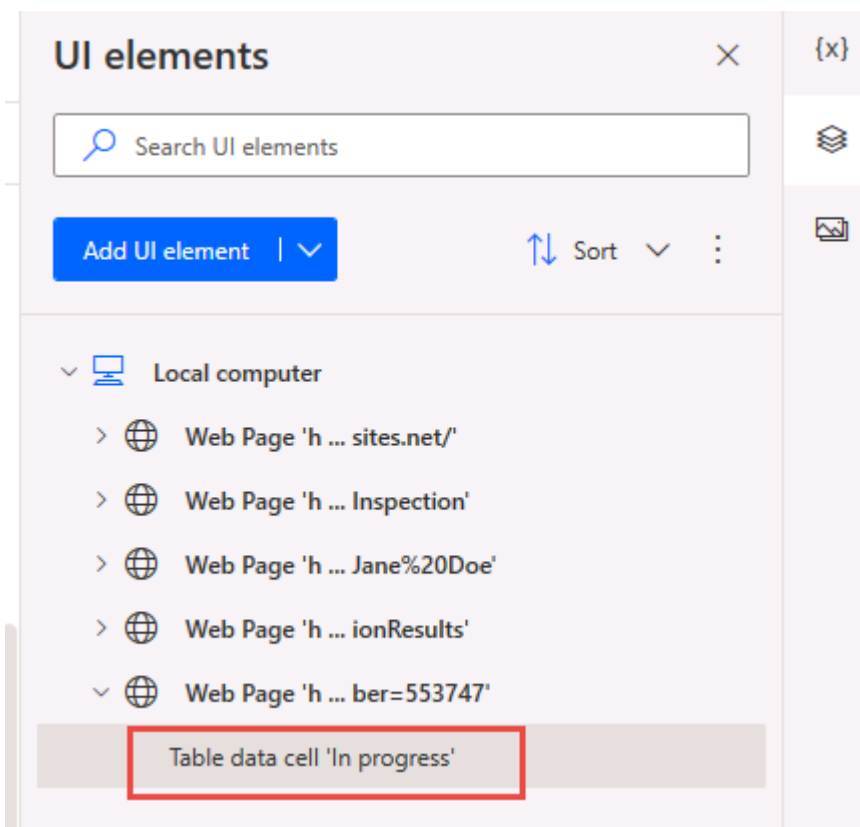 UI elements
{x}
Search UI elements
Add UI element
Sort
Local computer
Web Page 'h ... sites.net/'
Web Page 'h ... Inspection'
Web Page 'h ... Jane%20Doe'
Web Page 'h ... ionResults'
Web Page 'h ... ber=553747'
Table data cell 'In progress'